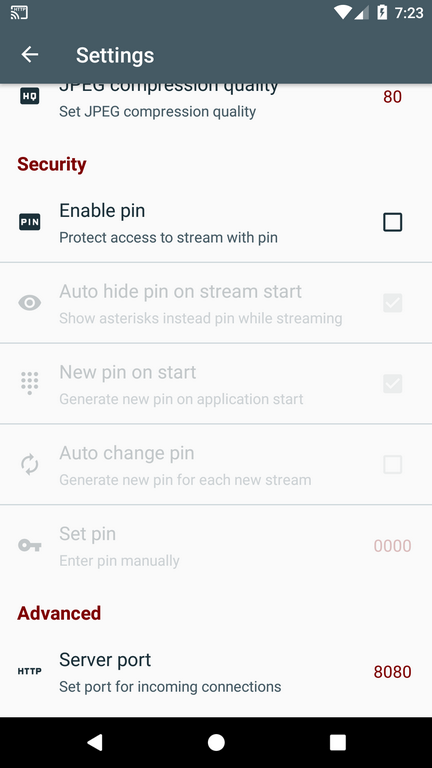 HTTP
7:23
Settings
HQ
JPEG compression quality
Set JPEG compression quality
80
Security
PIN
Enable pin
Protect access to stream with pin
Auto hide pin on stream start
Show asterisks instead pin while streaming
New pin on start
Generate new pin on application start
Auto change pin
Generate new pin for each new stream
Set pin
Enter pin manually
0000
Advanced
HTTP
Server port
Set port for incoming connections
8080